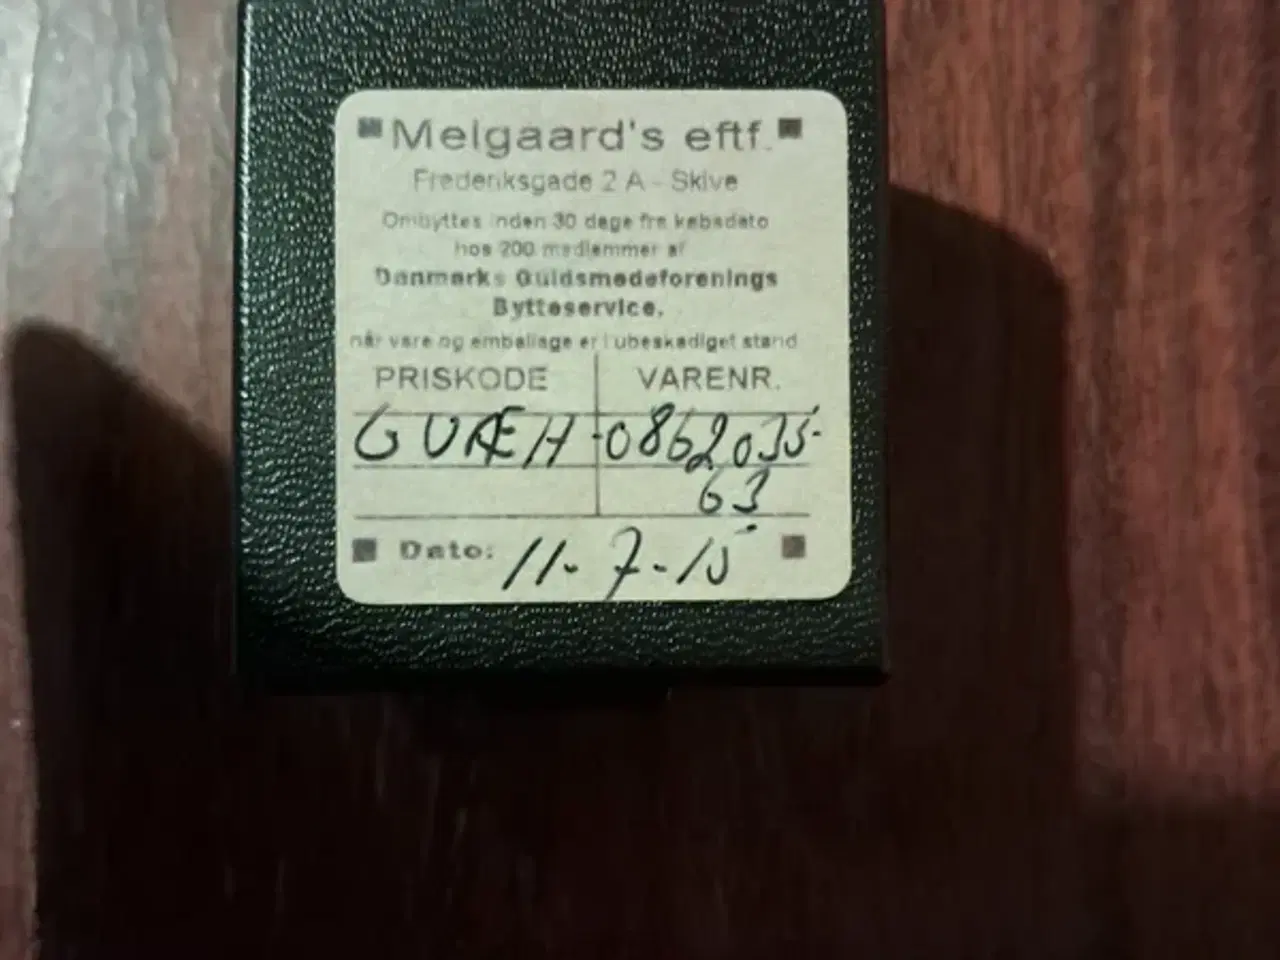 Melgaard's eftf.
Frederiksgade 2 A - Skive
Ombyttes inden 30 dage fra købsdato
hos 200 medlemmer af
Danmarks Guldsmedeforenings
Bytteservice,
når vare og emballage er i ubeskadiget stand
PRISKODE VARENR.
GUÆH 0862035
63
Dato: 11-7-15